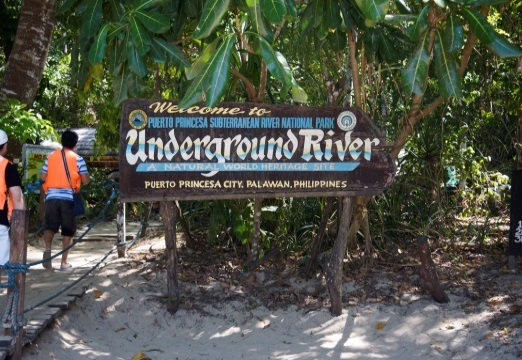 Welcome to
PUERTO PRINCESA SUBTERRANEAN RIVER NATIONAL PARK
Underground River
A NATURAL WORLD HERITAGE SITE
PUERTO PRINCESA CITY, PALAWAN, PHILIPPINES